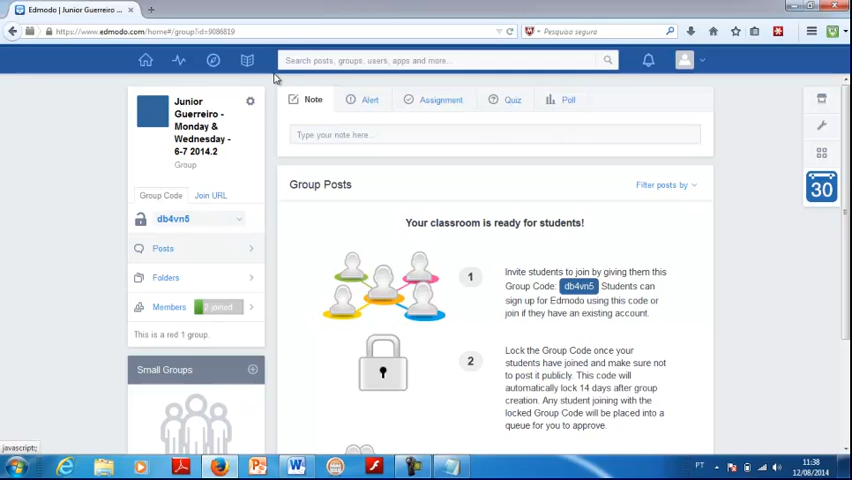 Edmodo | Junior Guerreiro -...
https://www.edmodo.com/home#/group?id=9086819
Pesquisa segura
Search posts, groups, users, apps and more...
Junior
Guerreiro -
Monday &
Wednesday -
6-7 2014.2
Group
Group Code
Join URL
db4vn5
Posts
Folders
Members
2 joined
This is a red 1 group.
Small Groups
Note
Alert
Assignment
Quiz
Poll
Type your note here...
Group Posts
Filter posts by
Your classroom is ready for students!
1
Invite students to join by giving them this
Group Code: db4vn5 Students can
sign up for Edmodo using this code or
join if they have an existing account.
2
Lock the Group Code once your
students have joined and make sure not
to post it publicly. This code will
automatically lock 14 days after group
creation. Any student joining with the
locked Group Code will be placed into a
queue for you to approve.
30
javascript:;
PT
11:38
12/08/2014